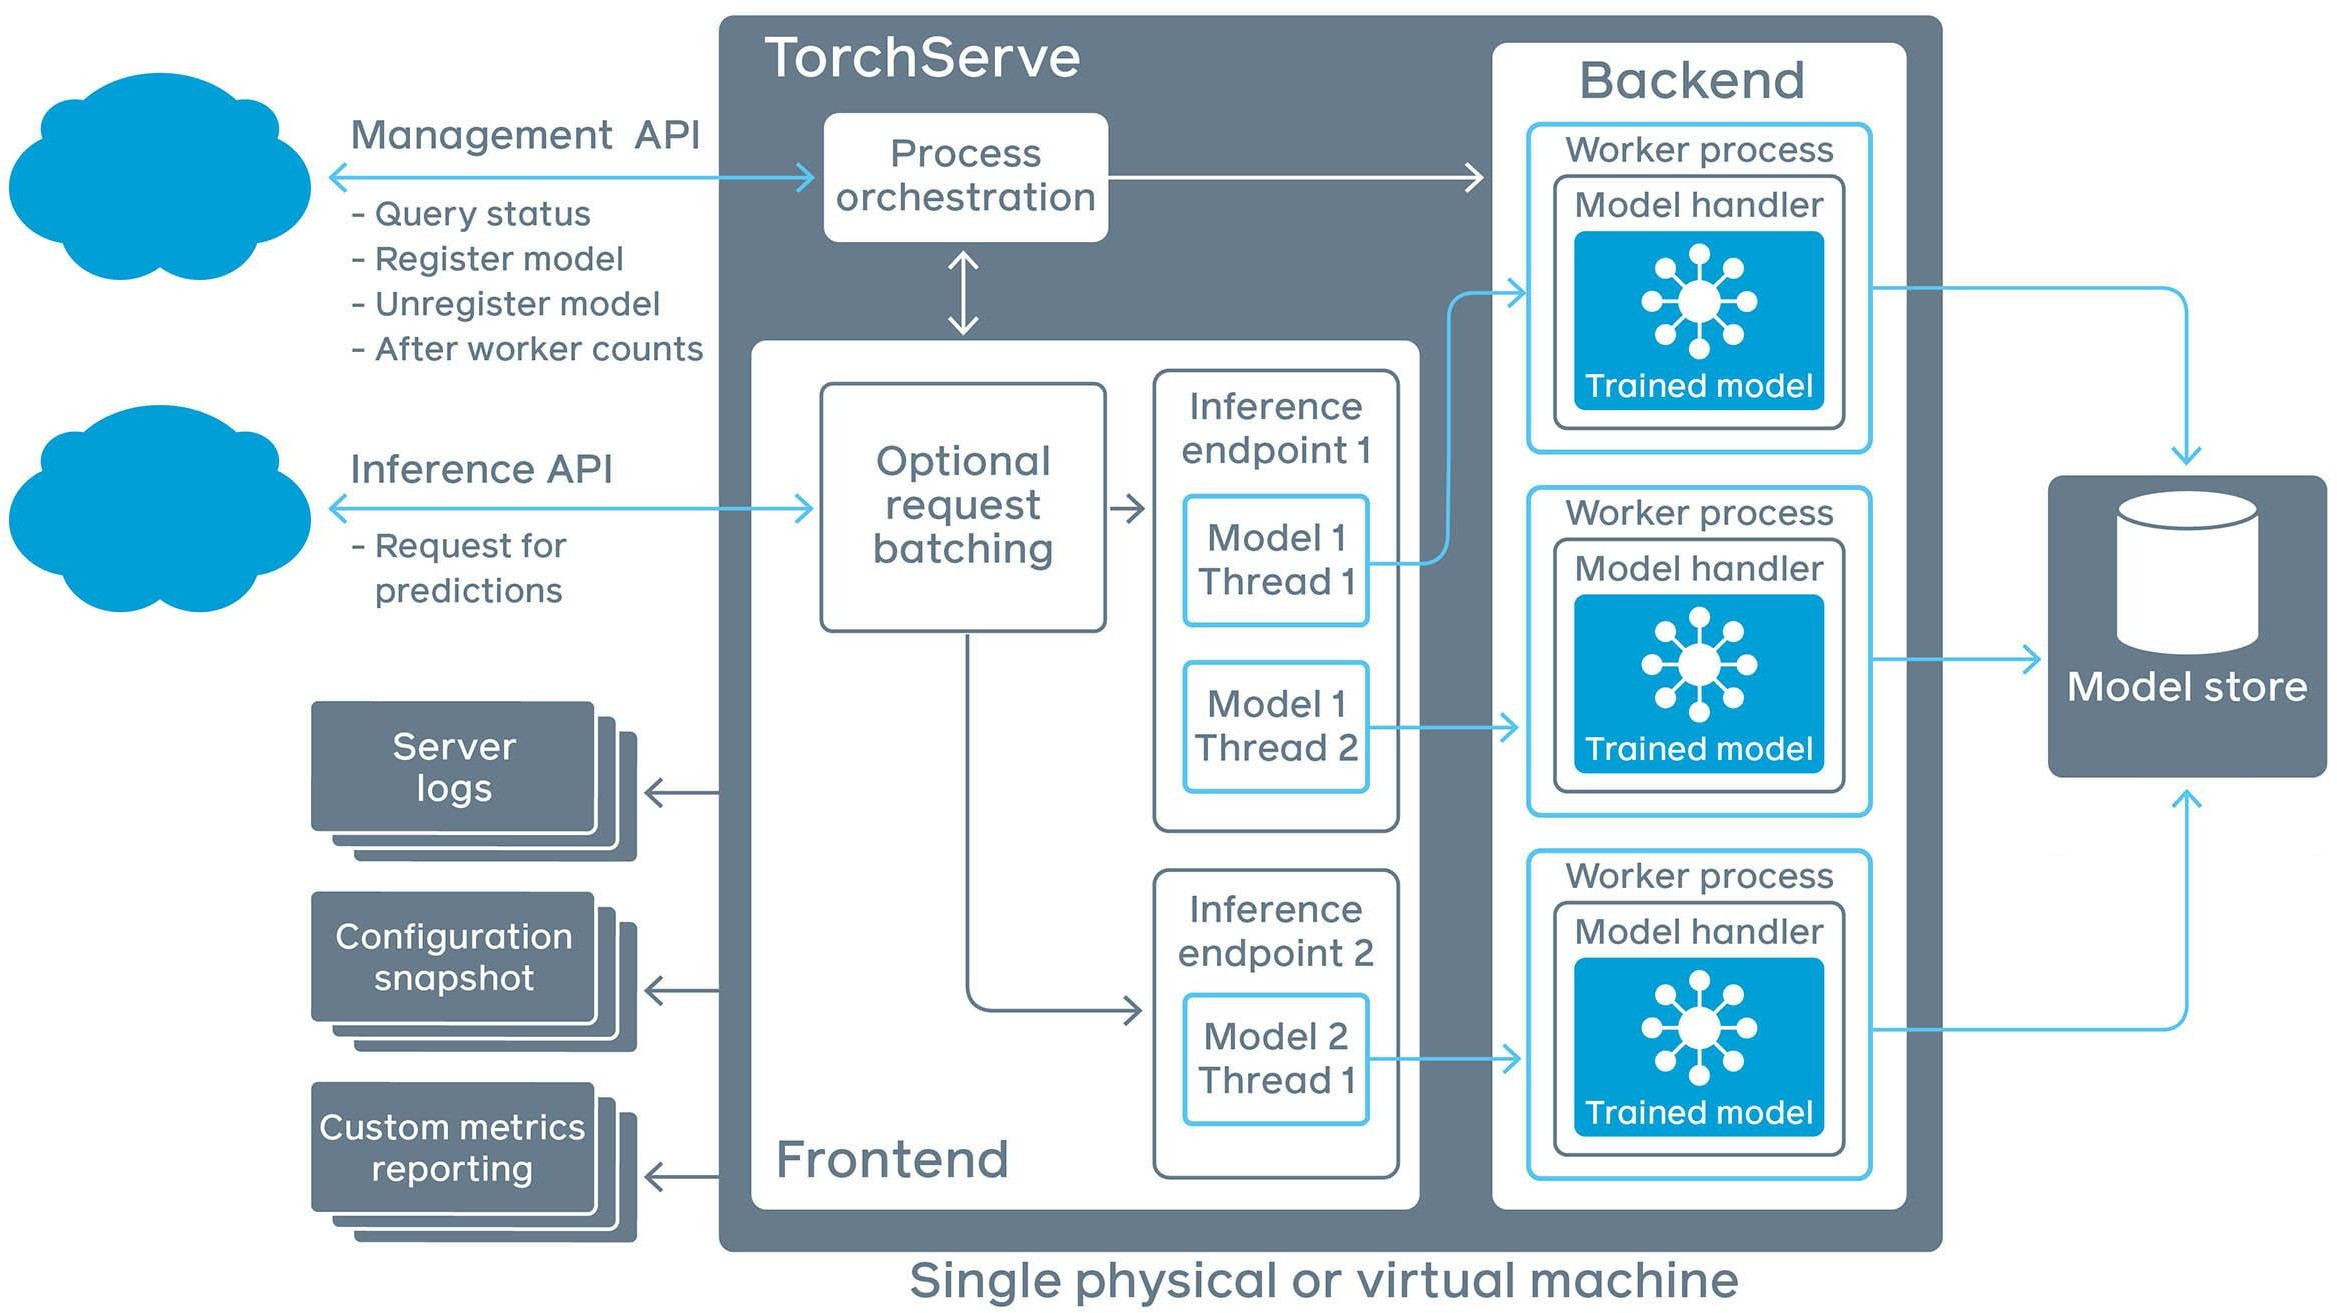 TorchServe
Backend
Management API
- Query status
- Register model
- Unregister model
- After worker counts
Process
orchestration
Inference API
- Request for
predictions
Optional
request
batching
Inference
endpoint 1
Model 1
Thread 1
Model 1
Thread 2
Inference
endpoint 2
Model 2
Thread 1
Frontend
Worker process
Model handler
Trained model
Worker process
Model handler
Trained model
Worker process
Model handler
Trained model
Model store
Server
logs
Configuration
snapshot
Custom metrics
reporting
Single physical or virtual machine